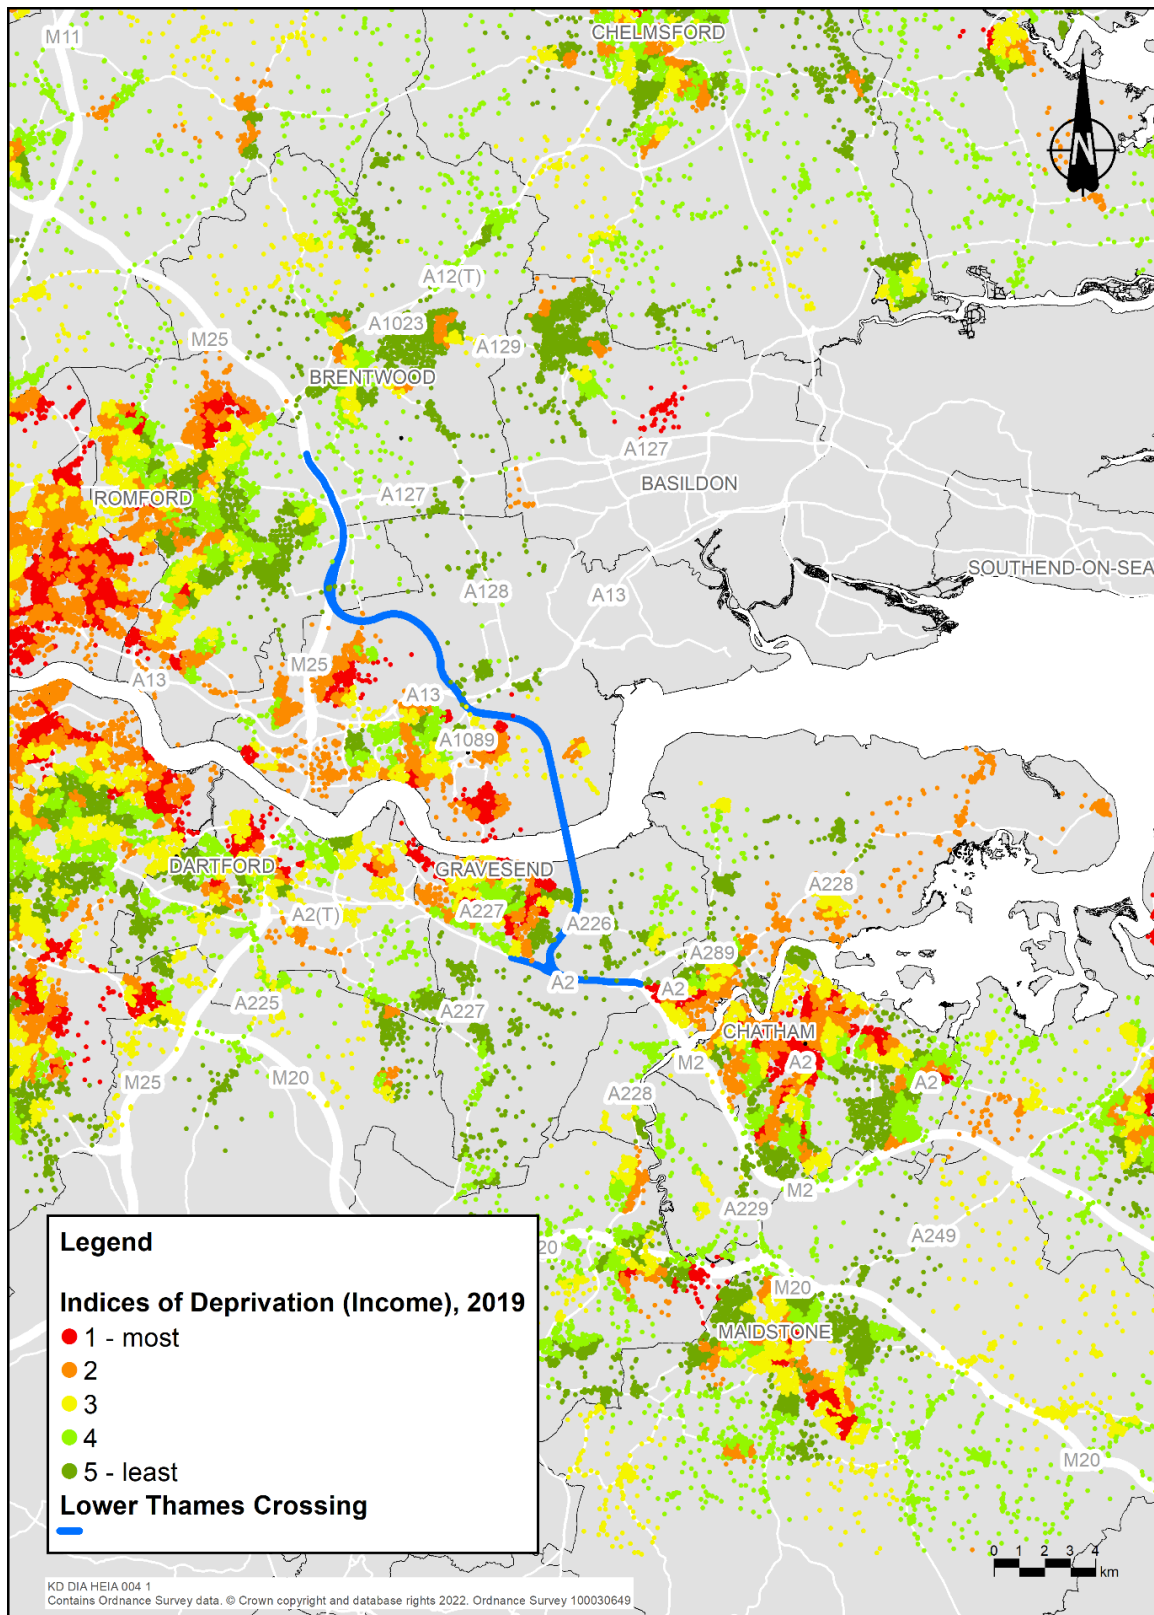 CHELMSFORD
M11
N
A12(T)
A1023
M25
A129
BRENTWOOD
A127
BASILDON
ROMFORD
A127
SOUTHEND-ON-SEA
A128
A13
M25
A13
A13
A1089
DARTFORD
GRAVESEND
A228
A227
A2(T)
A226
A289
A2
A2
A225
A227
CHATHAM
A2
M2
A2
M25
M20
A228
M2
A229
A249
20
M20
MAIDSTONE
M20
Legend
Indices of Deprivation (Income), 2019
1 - most
2
3
4
5 - least
Lower Thames Crossing
0 1 2 3 4
km
KD DIA HEIA 004 1
Contains Ordnance Survey data. © Crown copyright and database rights 2022. Ordnance Survey 100030649